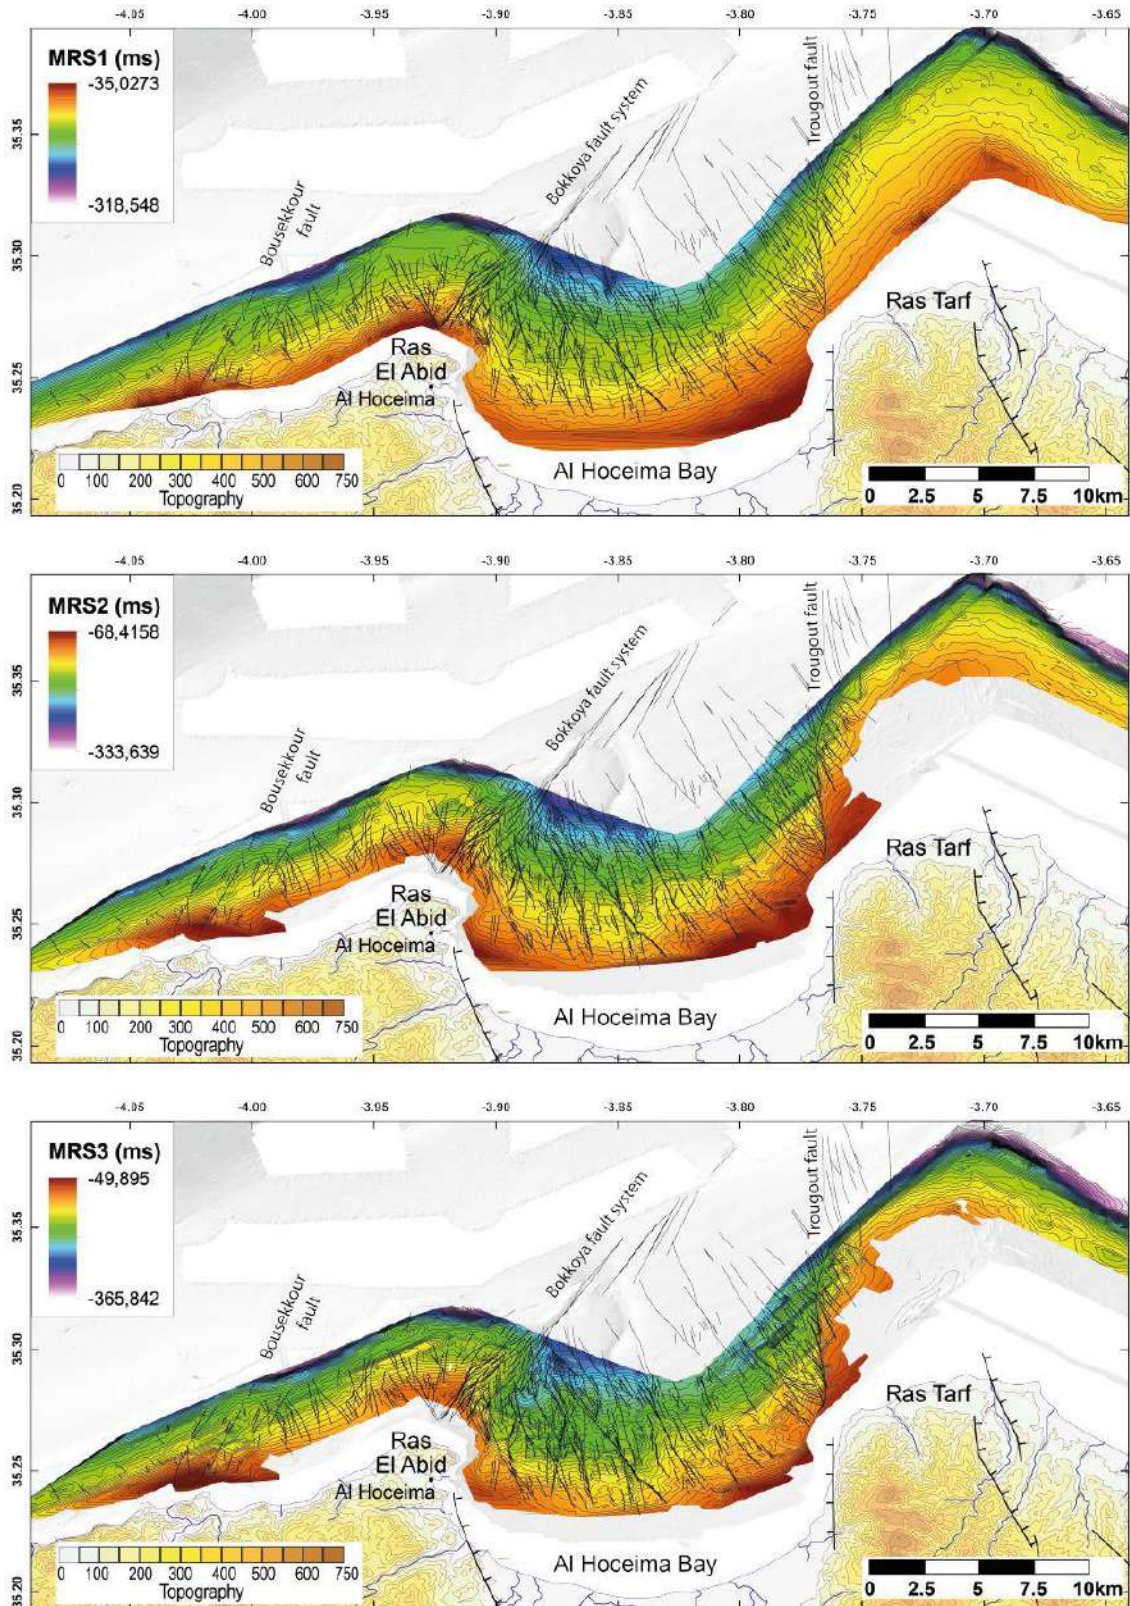 -4.05 -4.00 -3.95 -3.90 -3.85 -3.80 -3.75 -3.70 -3.65
MRS1 (ms)
-35,0273
-318,548
35.35
35.30
35.25
35.20
Bousekkour
fault
Bokkoya fault system
Trougout fault
Ras
El Abid
Al Hoceima
Ras Tarf
Al Hoceima Bay
0 100 200 300 400 500 600 750
Topography
0 2.5 5 7.5 10km
-4.05 -4.00 -3.95 -3.90 -3.85 -3.80 -3.75 -3.70 -3.65
MRS2 (ms)
-68,4158
-333,639
35.35
35.30
35.25
35.20
Bousekkour
fault
Bokkoya fault system
Trougout fault
Ras
El Abid
Al Hoceima
Ras Tarf
Al Hoceima Bay
0 100 200 300 400 500 600 750
Topography
0 2.5 5 7.5 10km
-4.05 -4.00 -3.95 -3.90 -3.85 -3.80 -3.75 -3.70 -3.65
MRS3 (ms)
-49,895
-365,842
35.35
35.30
35.25
35.20
Bousekkour
fault
Bokkoya fault system
Trougout fault
Ras
El Abid
Al Hoceima
Ras Tarf
Al Hoceima Bay
0 100 200 300 400 500 600 750
Topography
0 2.5 5 7.5 10km